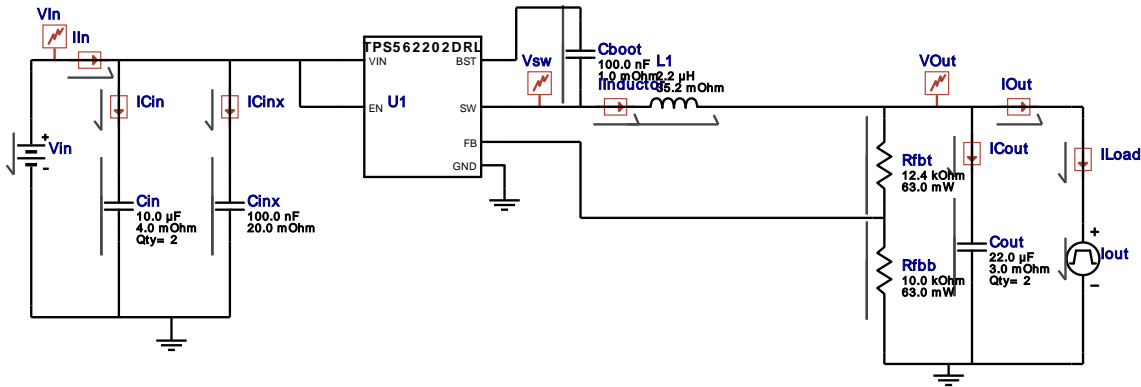 VIn
IIn
ICin
ICinx
+
Vin
-
Cin
10.0 µF
4.0 mOhm
Qty= 2
Cinx
100.0 nF
20.0 mOhm
TPS562202DRL
VIN
BST
EN
U1
SW
FB
GND
Cboot
100.0 nF
1.0 mOhm
Vsw
IInductor
L1
2.2 µH
35.2 mOhm
VOut
IOut
Rfbt
12.4 kOhm
63.0 mW
ICout
ILoad
Rfbb
10.0 kOhm
63.0 mW
Cout
22.0 µF
3.0 mOhm
Qty= 2
+
Iout
-